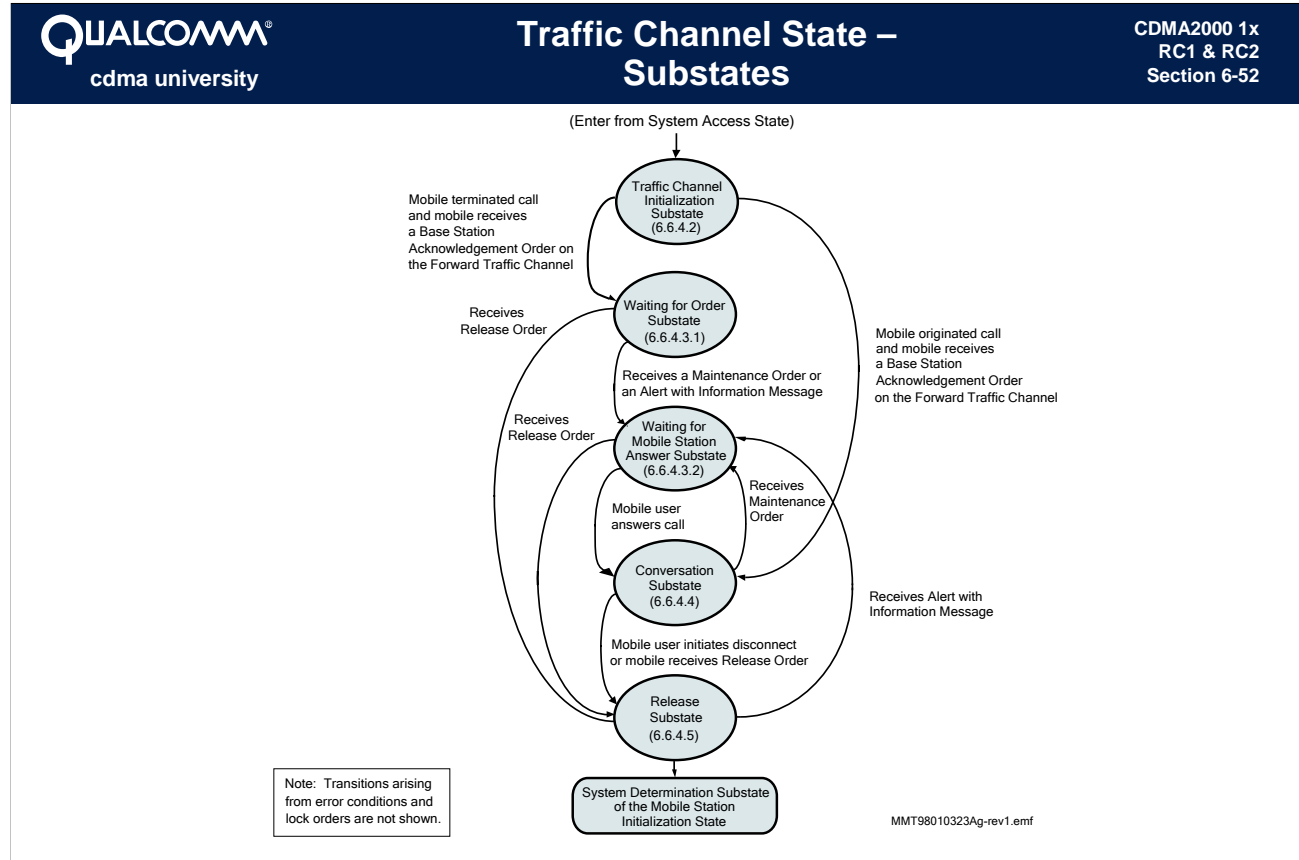 QUALCOMM®
cdma university
Traffic Channel State –
Substates
CDMA2000 1x
RC1 & RC2
Section 6-52
(Enter from System Access State)
Traffic Channel
Initialization
Substate
(6.6.4.2)
Mobile terminated call
and mobile receives
a Base Station
Acknowledgement Order on
the Forward Traffic Channel
Waiting for Order
Substate
(6.6.4.3.1)
Receives
Release Order
Mobile originated call
and mobile receives
a Base Station
Acknowledgement Order
on the Forward Traffic Channel
Receives a Maintenance Order or
an Alert with Information Message
Receives
Release Order
Waiting for
Mobile Station
Answer Substate
(6.6.4.3.2)
Receives
Maintenance
Order
Mobile user
answers call
Conversation
Substate
(6.6.4.4)
Receives Alert with
Information Message
Mobile user initiates disconnect
or mobile receives Release Order
Release
Substate
(6.6.4.5)
Note: Transitions arising
from error conditions and
lock orders are not shown.
System Determination Substate
of the Mobile Station
Initialization State
MMT98010323Ag-rev1.emf